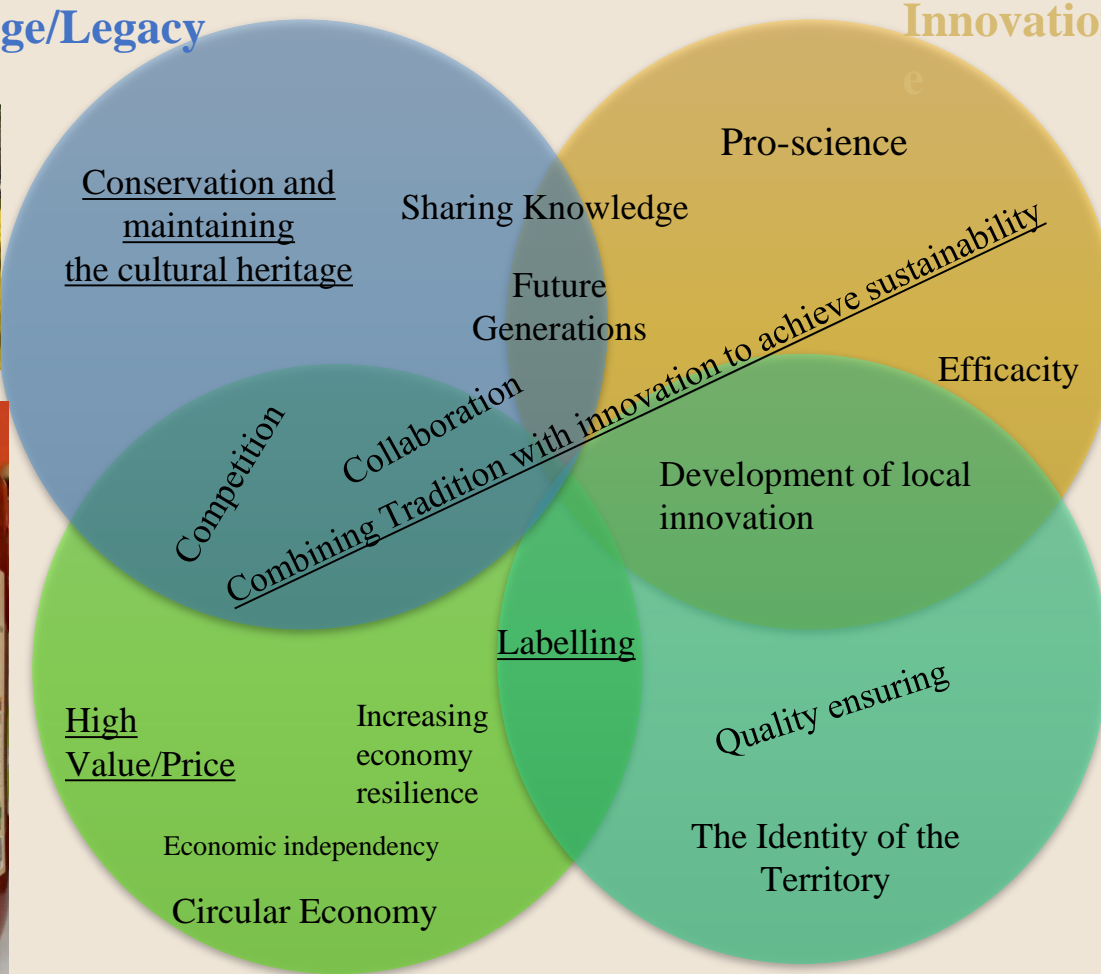 ge/Legacy
Innovatio
e
Pro-science
Conservation and
maintaining
the cultural heritage
Sharing Knowledge
Future
Generations
Efficacity
Competition
Collaboration
Combining Tradition with innovation to achieve sustainability
Development of local
innovation
Labelling
Quality ensuring
High
Value/Price
Increasing
economy
resilience
Economic independency
The Identity of the
Territory
Circular Economy